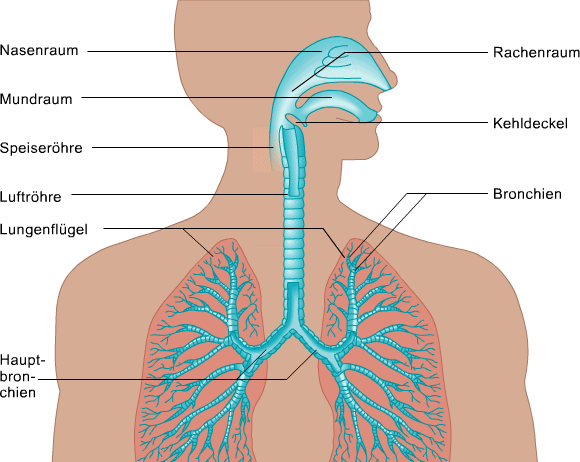 Nasenraum
Mundraum
Speiseröhre
Luftröhre
Lungenflügel
Haupt-
bron-
chien
Rachenraum
Kehldeckel
Bronchien